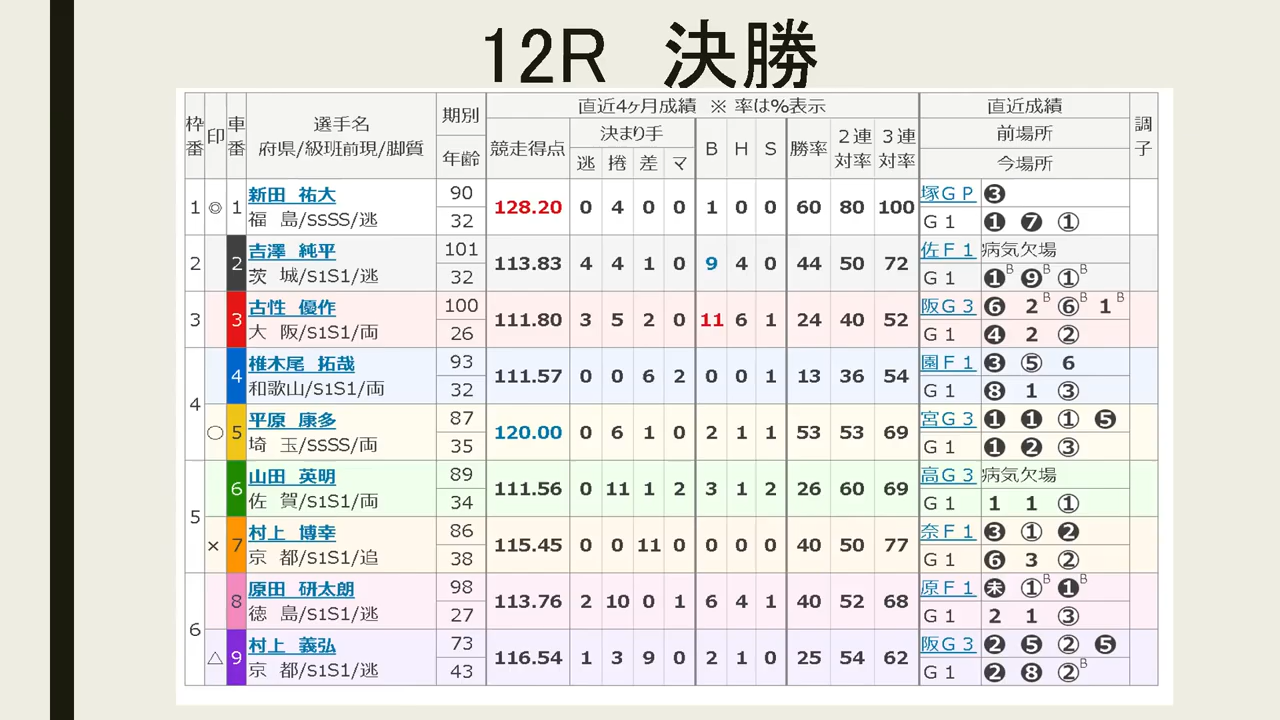 12R 決勝
枠番 印 車番 選手名 府県/級班前現/脚質 期別 年齢 直近4ヶ月成績 ※ 率は%表示 直近成績 調子
競走得点 決まり手 B H S 勝率 2連対率 3連対率 前場所
逃 捲 差 マ 今場所
1 ◎ 1 新田 祐大 90 128.20 0 4 0 0 1 0 0 60 80 100 塚GP ❸
福 島/SSSS/逃 32 G1 ❶ ❼ ①
2 2 吉澤 純平 101 113.83 4 4 1 0 9 4 0 44 50 72 佐F1 病気欠場
茨 城/S1S1/逃 32 G1 ❶B ❾B ①B
3 3 古性 優作 100 111.80 3 5 2 0 11 6 1 24 40 52 阪G3 ❻ 2B ⑥B 1B
大 阪/S1S1/両 26 G1 ❹ 2 ②
4 4 椎木尾 拓哉 93 111.57 0 0 6 2 0 0 1 13 36 54 園F1 ❸ ⑤ 6
和歌山/S1S1/両 32 G1 ❽ 1 ③
○ 5 平原 康多 87 120.00 0 6 1 0 2 1 1 53 53 69 宮G3 ❶ ❶ ① ❺
埼 玉/SSSS/両 35 G1 ❶ ❷ ③
5 6 山田 英明 89 111.56 0 11 1 2 3 1 2 26 60 69 高G3 病気欠場
佐 賀/S1S1/両 34 G1 1 1 ①
× 7 村上 博幸 86 115.45 0 0 11 0 0 0 0 40 50 77 奈F1 ❸ ① ❷
京 都/S1S1/追 38 G1 ❻ 3 ②
6 8 原田 研太朗 98 113.76 2 10 0 1 6 4 1 40 52 68 原F1 未 ①B ❶B
徳 島/S1S1/逃 27 G1 2 1 ③
△ 9 村上 義弘 73 116.54 1 3 9 0 2 1 0 25 54 62 阪G3 ❷ ❺ ② ❺
京 都/S1S1/逃 43 G1 ❷ ❽ ②B